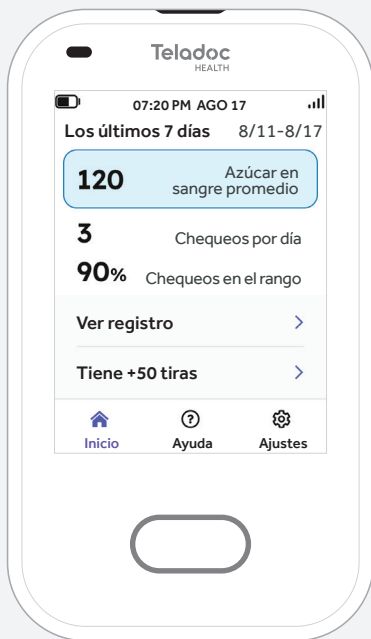 Teladoc
HEALTH
07:20 PM AGO 17
Los últimos 7 días 8/11-8/17
120 Azúcar en
sangre promedio
3 Chequeos por día
90% Chequeos en el rango
Ver registro
Tiene +50 tiras
Inicio Ayuda Ajustes